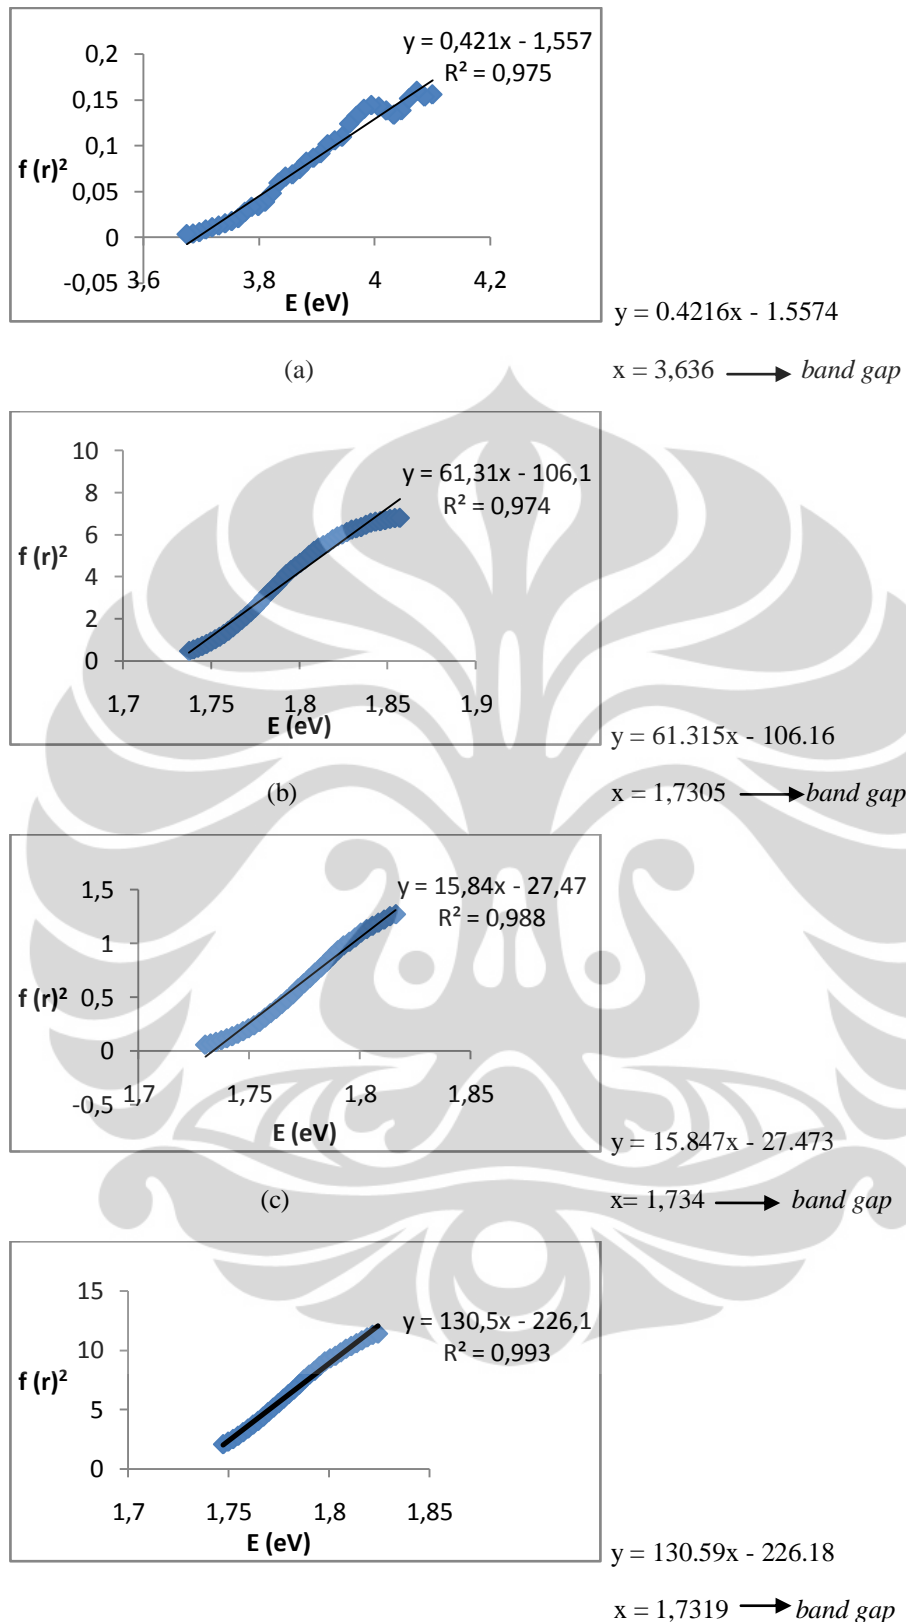 y = 0,421x - 1,557
R² = 0,975
0,2
0,15
0,1
0,05
0
-0,05
f (r)²
3,6 3,8 4 4,2
E (eV)
y = 0.4216x - 1.5574
(a)
x = 3,636 → band gap
y = 61,31x - 106,1
R² = 0,974
10
8
6
4
2
0
f (r)²
1,7 1,75 1,8 1,85 1,9
E (eV)
y = 61.315x - 106.16
(b)
x = 1,7305 → band gap
y = 15,84x - 27,47
R² = 0,988
1,5
1
0,5
0
-0,5
f (r)²
1,7 1,75 1,8 1,85
E (eV)
y = 15.847x - 27.473
(c)
x= 1,734 → band gap
y = 130,5x - 226,1
R² = 0,993
15
10
5
0
f (r)²
1,7 1,75 1,8 1,85
E (eV)
y = 130.59x - 226.18
x = 1,7319 → band gap